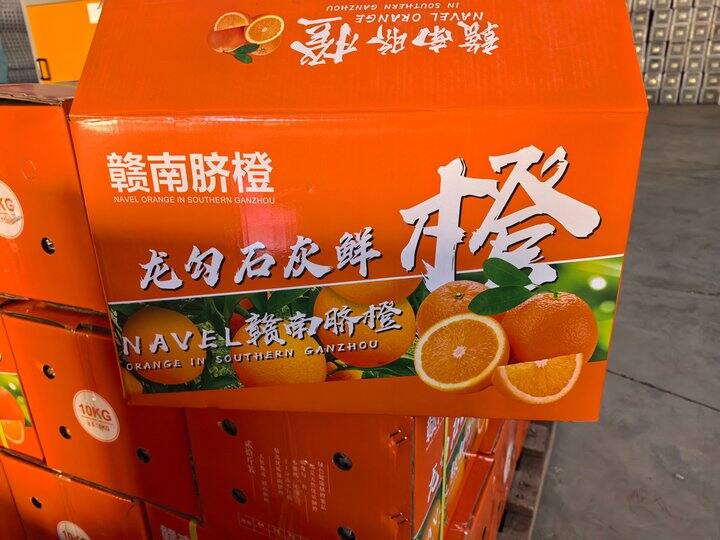 赣南脐橙
NAVEL ORANGE
IN SOUTHERN
GANZHOU
赣南脐橙
NAVEL ORANGE IN SOUTHERN GANZHOU
龙勾石灰鲜橙
NAVEL赣南脐橙
ORANGE IN SOUTHERN GANZHOU
KG
10KG
10KG